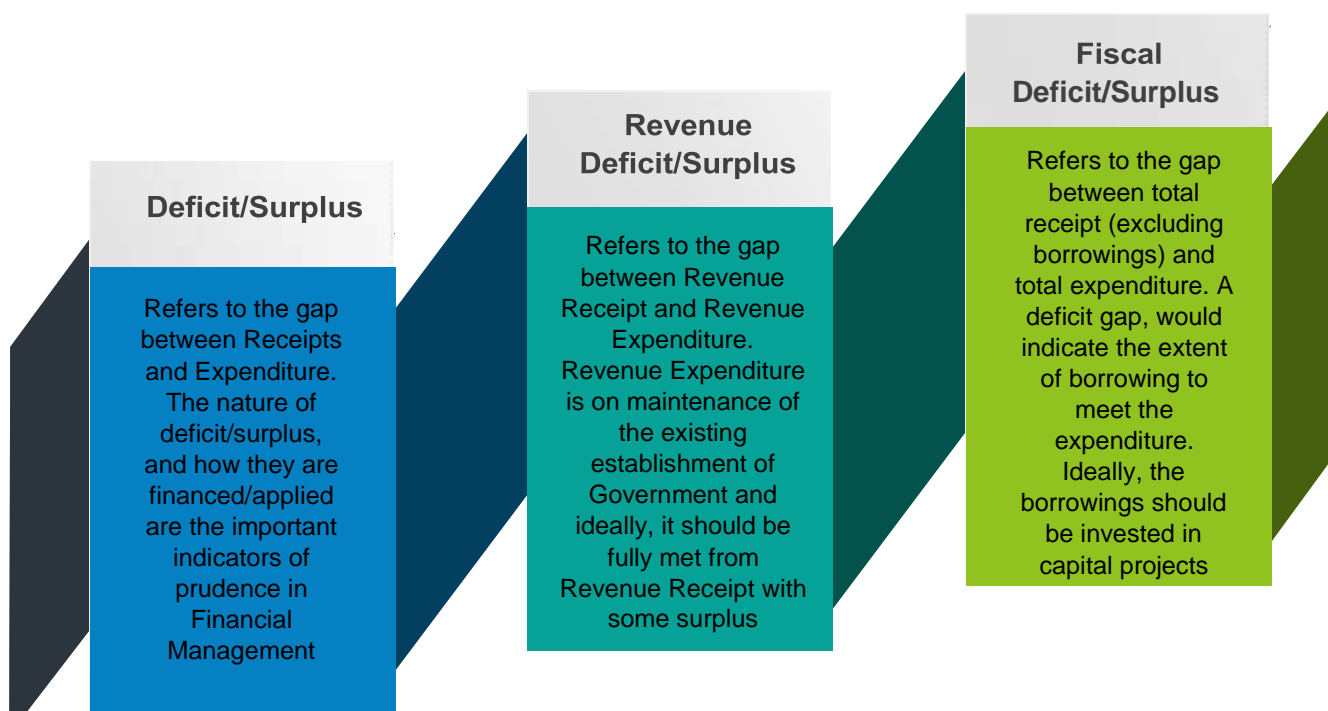 Deficit/Surplus
Refers to the gap
between Receipts
and Expenditure.
The nature of
deficit/surplus,
and how they are
financed/applied
are the important
indicators of
prudence in
Financial
Management
Revenue
Deficit/Surplus
Refers to the gap
between Revenue
Receipt and Revenue
Expenditure.
Revenue Expenditure
is on maintenance of
the existing
establishment of
Government and
ideally, it should be
fully met from
Revenue Receipt with
some surplus
Fiscal
Deficit/Surplus
Refers to the gap
between total
receipt (excluding
borrowings) and
total expenditure. A
deficit gap, would
indicate the extent
of borrowing to
meet the
expenditure.
Ideally, the
borrowings should
be invested in
capital projects